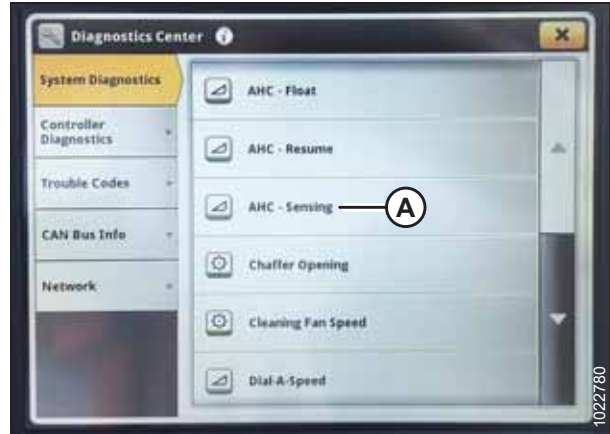 Diagnostics Center
System Diagnostics
Controller
Diagnostics
Trouble Codes
CAN Bus Info
Network
AHC - Float
AHC - Resume
AHC - Sensing
A
Chaffer Opening
Cleaning Fan Speed
Dial-A-Speed
1022780